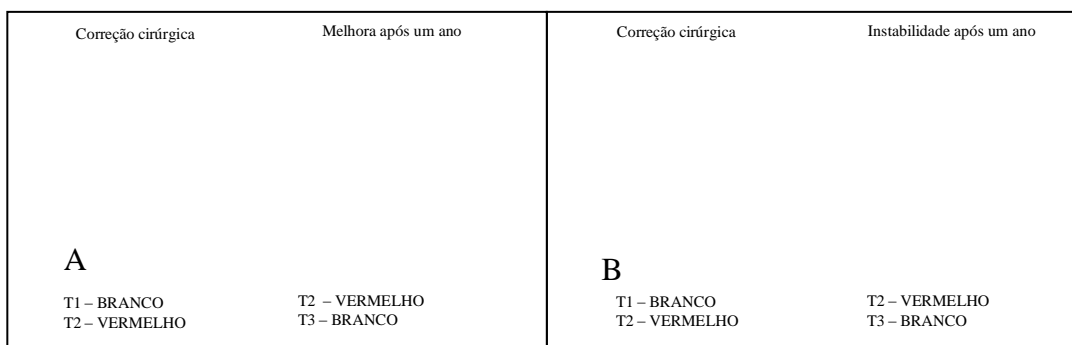 Correção cirúrgica
Melhora após um ano
A
T1 – BRANCO
T2 – VERMELHO
T2 – VERMELHO
T3 – BRANCO
Correção cirúrgica
Instabilidade após um ano
B
T1 – BRANCO
T2 – VERMELHO
T2 – VERMELHO
T3 – BRANCO